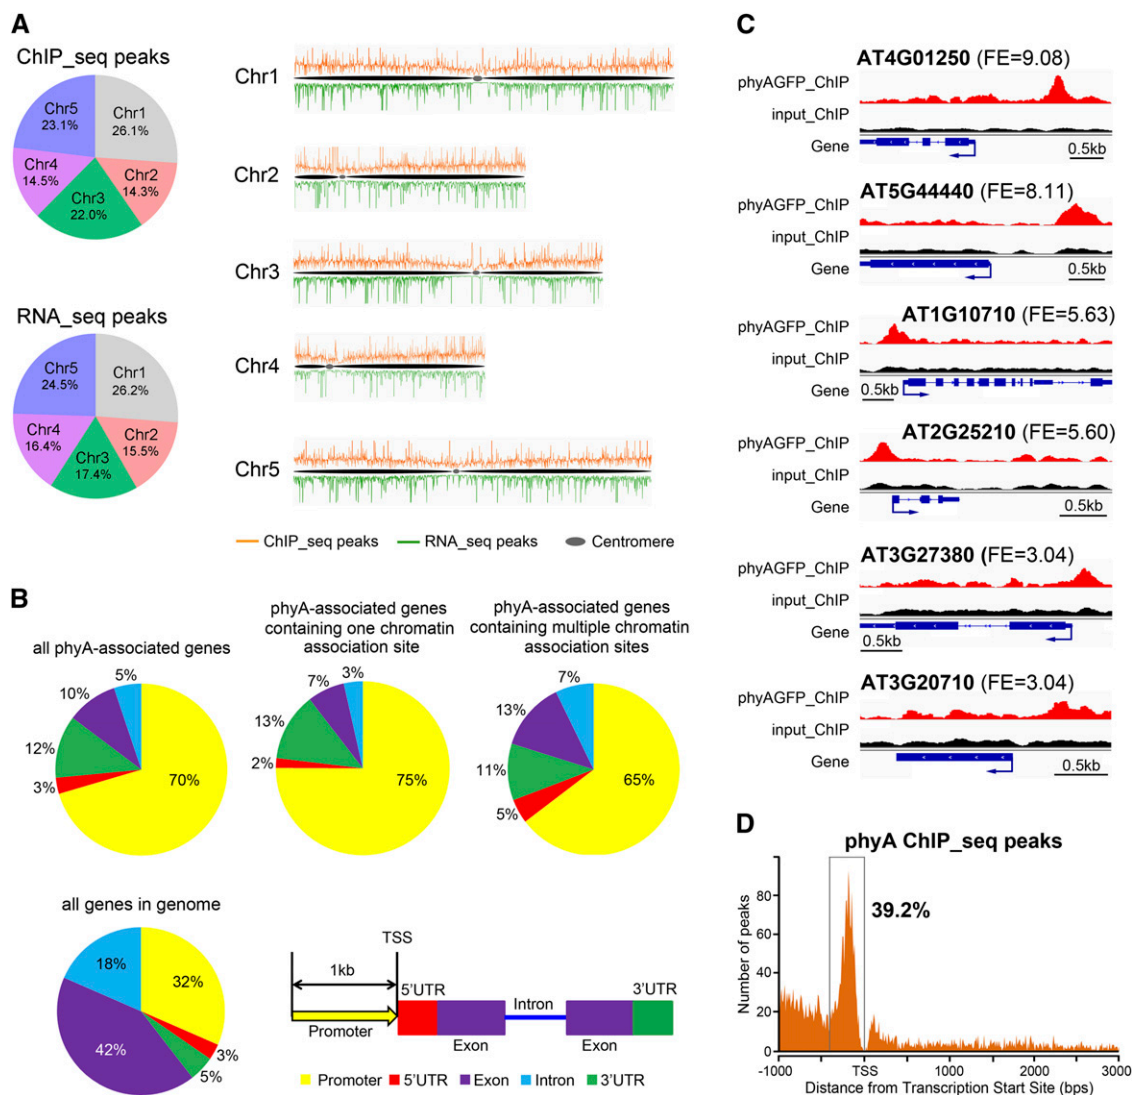 A
ChIP_seq peaks
Chr5
23.1%
Chr1
26.1%
Chr4
14.5%
Chr2
14.3%
Chr3
22.0%
RNA_seq peaks
Chr5
24.5%
Chr1
26.2%
Chr4
16.4%
Chr2
15.5%
Chr3
17.4%
Chr1
Chr2
Chr3
Chr4
Chr5
ChIP_seq peaks
RNA_seq peaks
Centromere
B
all phyA-associated genes
5%
10%
12%
3%
70%
phyA-associated genes
containing one chromatin
association site
3%
7%
13%
2%
75%
phyA-associated genes
containing multiple chromatin
association sites
7%
13%
11%
5%
65%
all genes in genome
18%
32%
42%
3%
5%
TSS
1kb
5'UTR
Intron
3'UTR
Promoter
Exon
Exon
Promoter
5'UTR
Exon
Intron
3'UTR
C
AT4G01250 (FE=9.08)
phyAGFP_ChIP
input_ChIP
Gene
0.5kb
AT5G44440 (FE=8.11)
phyAGFP_ChIP
input_ChIP
Gene
0.5kb
AT1G10710 (FE=5.63)
phyAGFP_ChIP
input_ChIP
Gene
0.5kb
AT2G25210 (FE=5.60)
phyAGFP_ChIP
input_ChIP
Gene
0.5kb
AT3G27380 (FE=3.04)
phyAGFP_ChIP
input_ChIP
Gene
0.5kb
AT3G20710 (FE=3.04)
phyAGFP_ChIP
input_ChIP
Gene
0.5kb
D
phyA ChIP_seq peaks
39.2%
Number of peaks
80
60
40
20
0
-1000
TSS
1000
2000
3000
Distance from Transcription Start Site (bps)